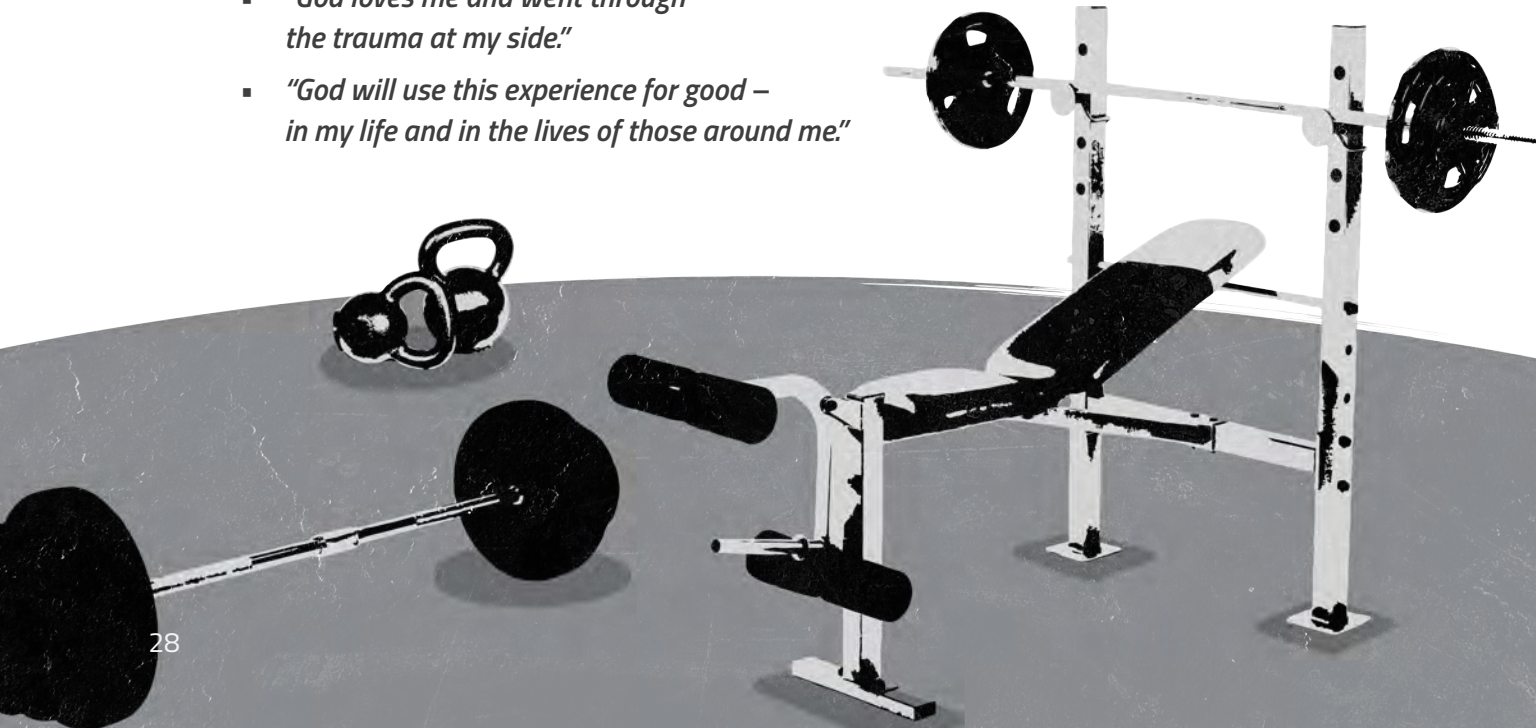 ▪ “God loves me and went through
the trauma at my side.”
▪ “God will use this experience for good –
in my life and in the lives of those around me.”
28